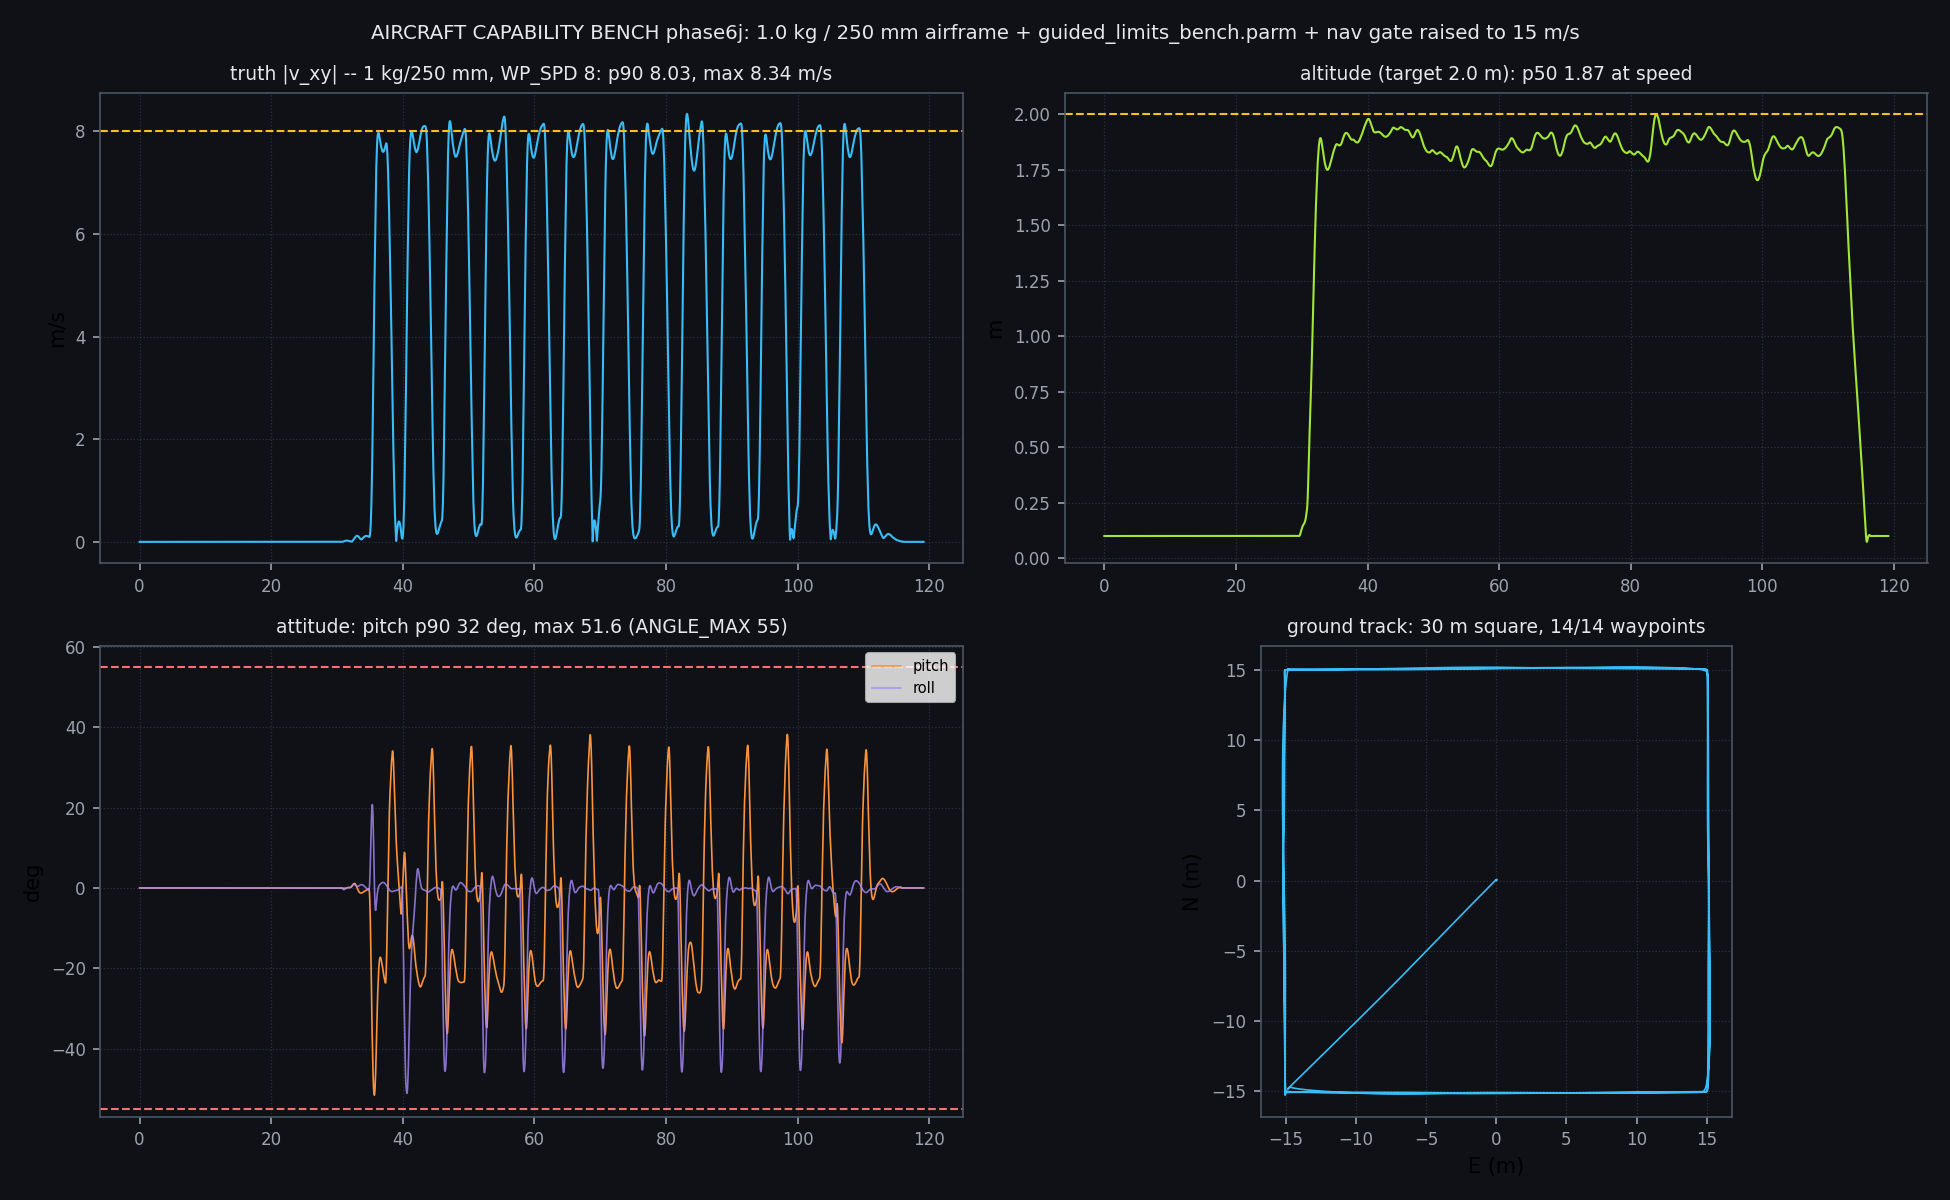 AIRCRAFT CAPABILITY BENCH phase6j: 1.0 kg / 250 mm airframe + guided_limits_bench.parm + nav gate raised to 15 m/s
truth |v_xy| -- 1 kg/250 mm, WP_SPD 8: p90 8.03, max 8.34 m/s
m/s
8
6
4
2
0
0 20 40 60 80 100 120
altitude (target 2.0 m): p50 1.87 at speed
m
2.00
1.75
1.50
1.25
1.00
0.75
0.50
0.25
0.00
0 20 40 60 80 100 120
attitude: pitch p90 32 deg, max 51.6 (ANGLE_MAX 55)
deg
60
40
20
0
−20
−40
pitch
roll
0 20 40 60 80 100 120
ground track: 30 m square, 14/14 waypoints
N (m)
15
10
5
0
−5
−10
−15
−15 −10 −5 0 5 10 15
E (m)